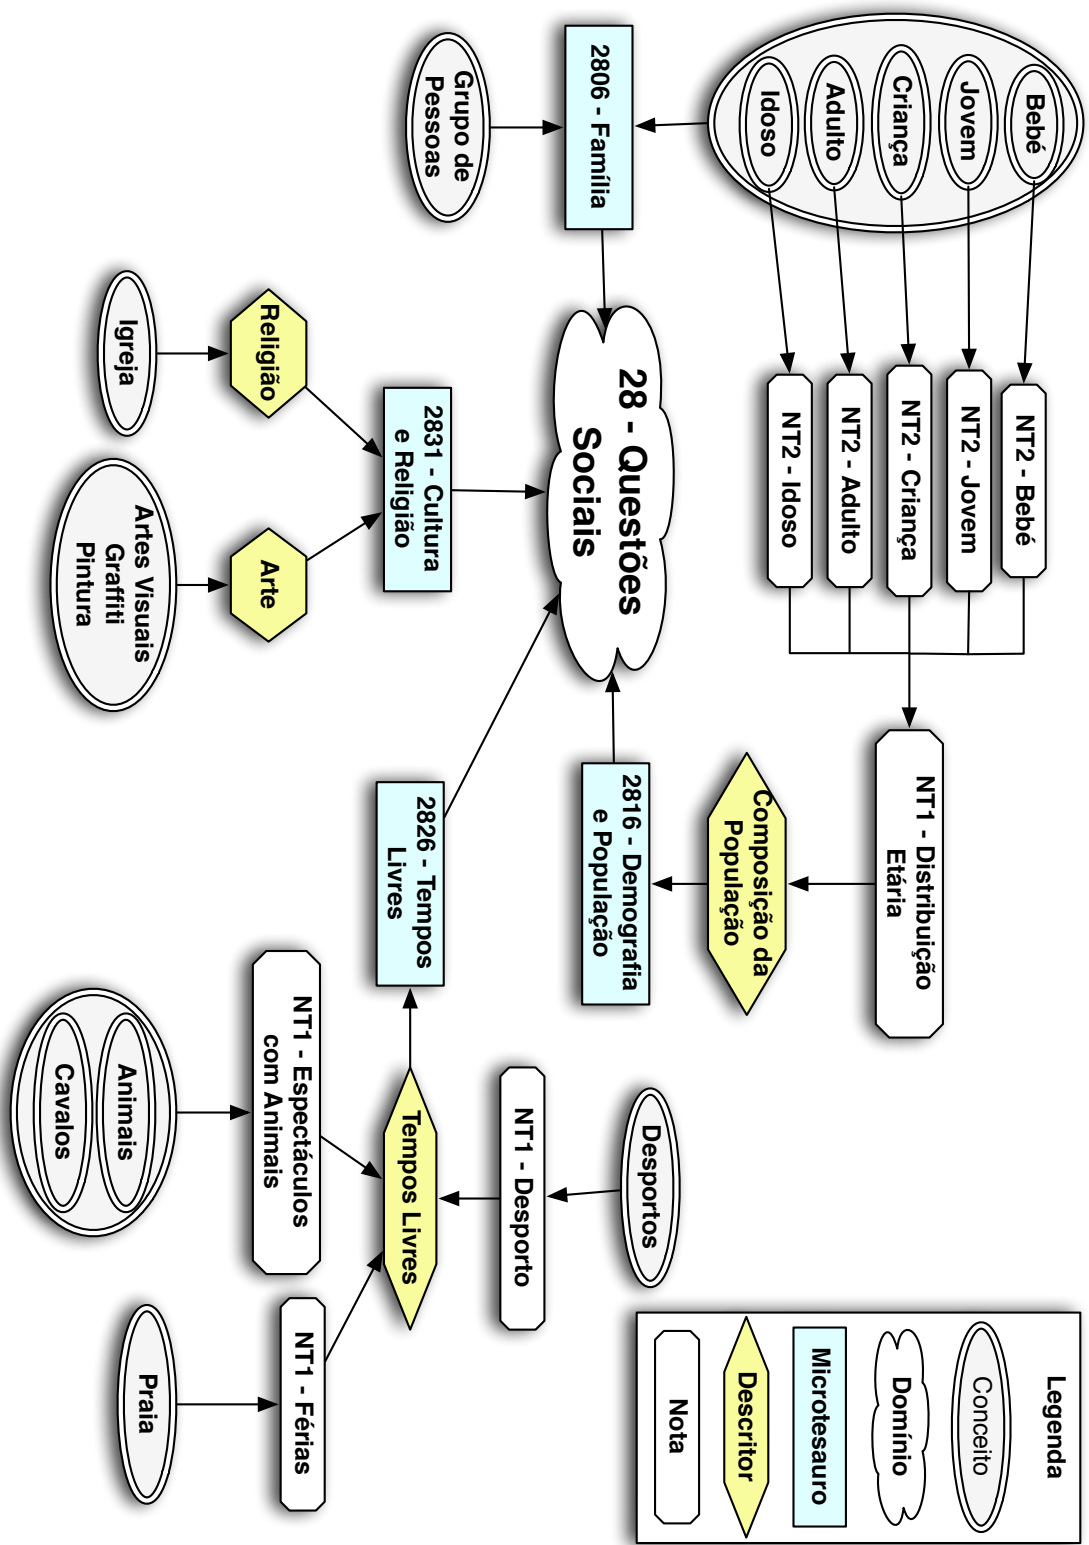 Bebé
Jovem
Criança
Adulto
Idoso
2806 - Família
Grupo de
Pessoas
NT2 - Bebé
NT2 - Jovem
NT2 - Criança
NT2 - Adulto
NT2 - Idoso
28 - Questões
Sociais
2831 - Cultura
e Religião
Religião
Igreja
Arte
Artes Visuais
Graffiti
Pintura
NT1 - Distribuição
Etária
Composição da
População
2816 - Demografia
e População
2826 - Tempos
Livres
Desportos
NT1 - Desporto
Tempos Livres
NT1 - Espectáculos
com Animais
Animais
Cavalos
NT1 - Férias
Praia
Legenda
Conceito
Domínio
Microtesauro
Descritor
Nota